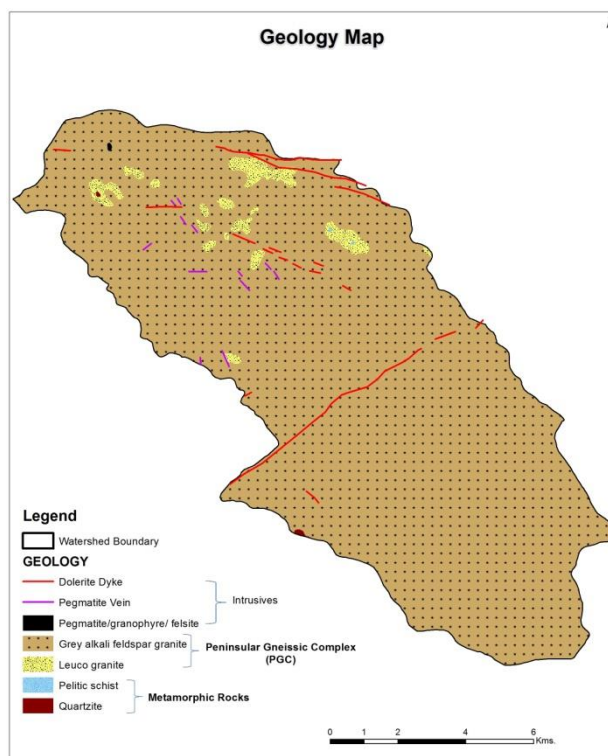 Geology Map
Legend
Watershed Boundary
GEOLOGY
Dolerite Dyke
Pegmatite Vein
Intrusives
Pegmatite/granophyre/ felsite
Grey alkali feldspar granite
Peninsular Gneissic Complex
(PGC)
Leuco granite
Pelitic schist
Metamorphic Rocks
Quartzite
0 1 2 4 6
Kms.